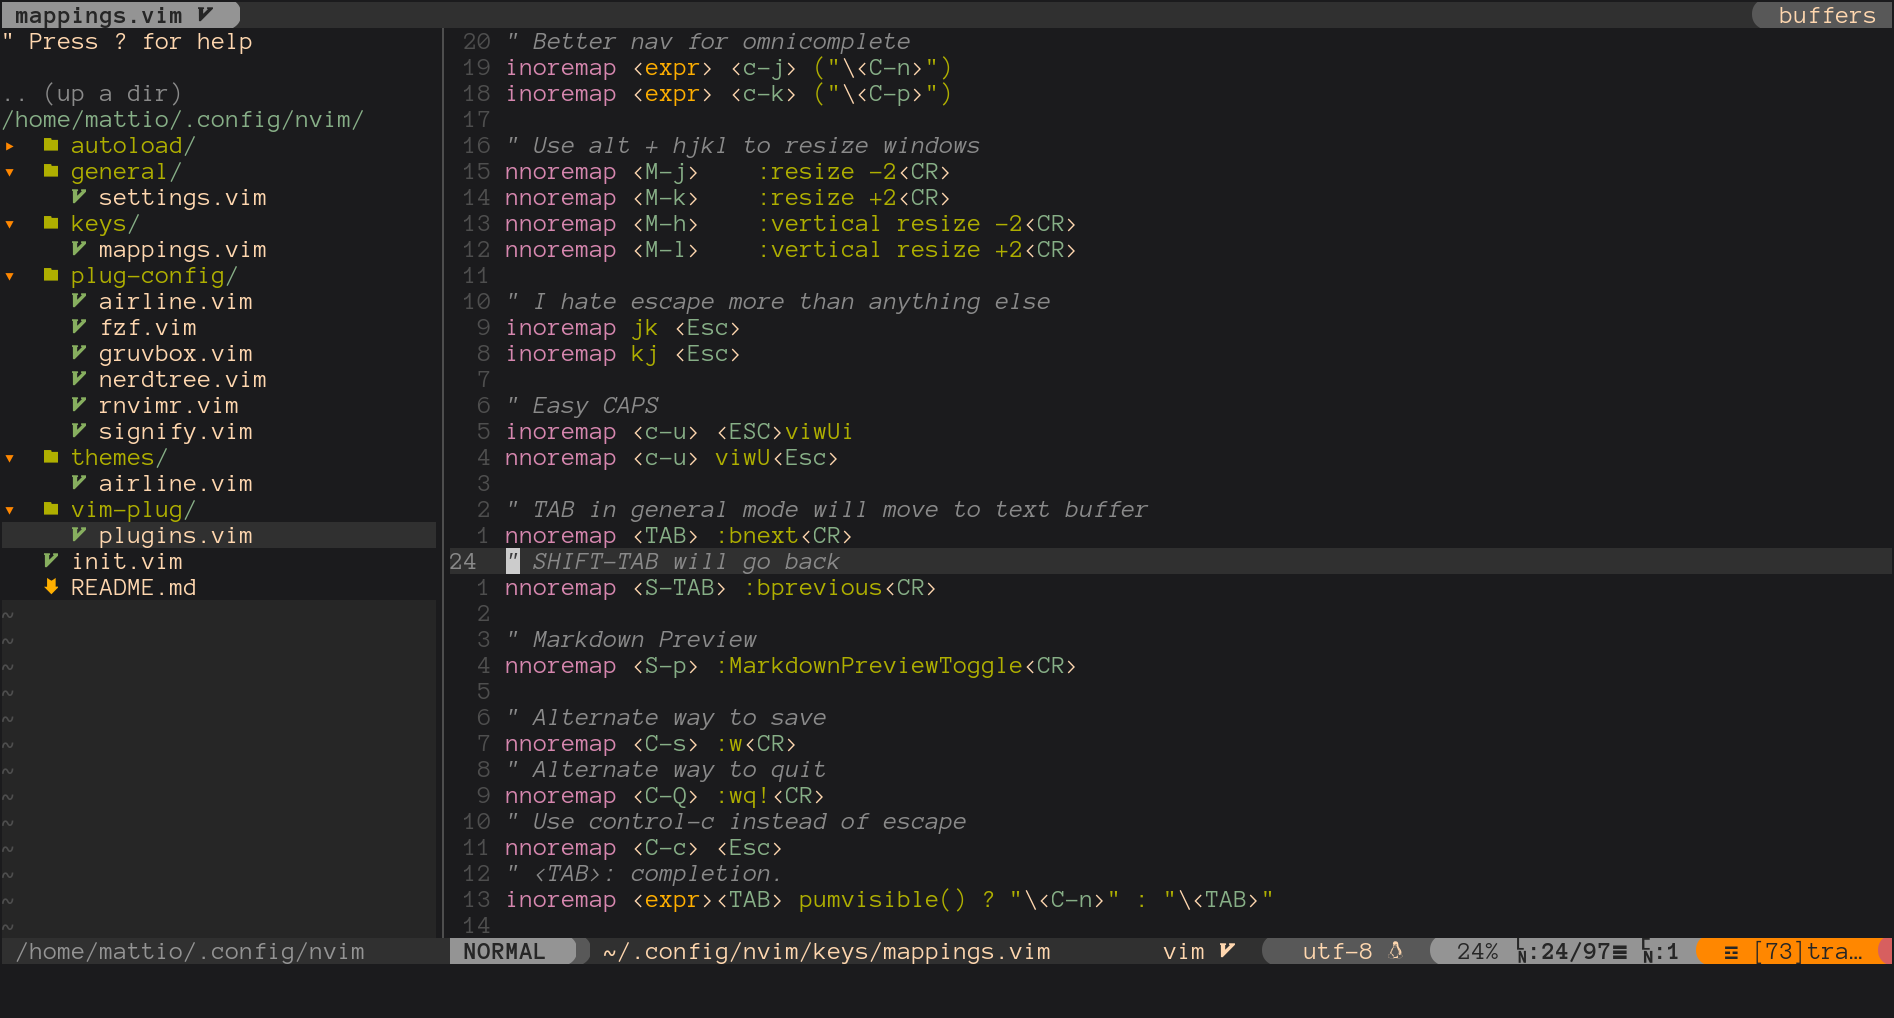 mappings.vim
buffers
" Press ? for help
.. (up a dir)
/home/mattio/.config/nvim/
▸ autoload/
▾ general/
settings.vim
▾ keys/
mappings.vim
▾ plug-config/
airline.vim
fzf.vim
gruvbox.vim
nerdtree.vim
rnvimr.vim
signify.vim
▾ themes/
airline.vim
▾ vim-plug/
plugins.vim
init.vim
README.md
~
~
~
~
~
~
~
~
~
~
~
~
~
/home/mattio/.config/nvim
20 " Better nav for omnicomplete
19 inoremap <expr> <c-j> ("\<C-n>")
18 inoremap <expr> <c-k> ("\<C-p>")
17
16 " Use alt + hjkl to resize windows
15 nnoremap <M-j>    :resize -2<CR>
14 nnoremap <M-k>    :resize +2<CR>
13 nnoremap <M-h>    :vertical resize -2<CR>
12 nnoremap <M-l>    :vertical resize +2<CR>
11
10 " I hate escape more than anything else
9 inoremap jk <Esc>
8 inoremap kj <Esc>
7
6 " Easy CAPS
5 inoremap <c-u> <ESC>viwUi
4 nnoremap <c-u> viwU<Esc>
3
2 " TAB in general mode will move to text buffer
1 nnoremap <TAB> :bnext<CR>
24 " SHIFT-TAB will go back
1 nnoremap <S-TAB> :bprevious<CR>
2
3 " Markdown Preview
4 nnoremap <S-p> :MarkdownPreviewToggle<CR>
5
6 " Alternate way to save
7 nnoremap <C-s> :w<CR>
8 " Alternate way to quit
9 nnoremap <C-Q> :wq!<CR>
10 " Use control-c instead of escape
11 nnoremap <C-c> <Esc>
12 " <TAB>: completion.
13 inoremap <expr><TAB> pumvisible() ? "\<C-n>" : "\<TAB>"
14
NORMAL ~/.config/nvim/keys/mappings.vim vim utf-8 24% ㏑:24/97≡ ㏑:1 ☲ [73]tra…